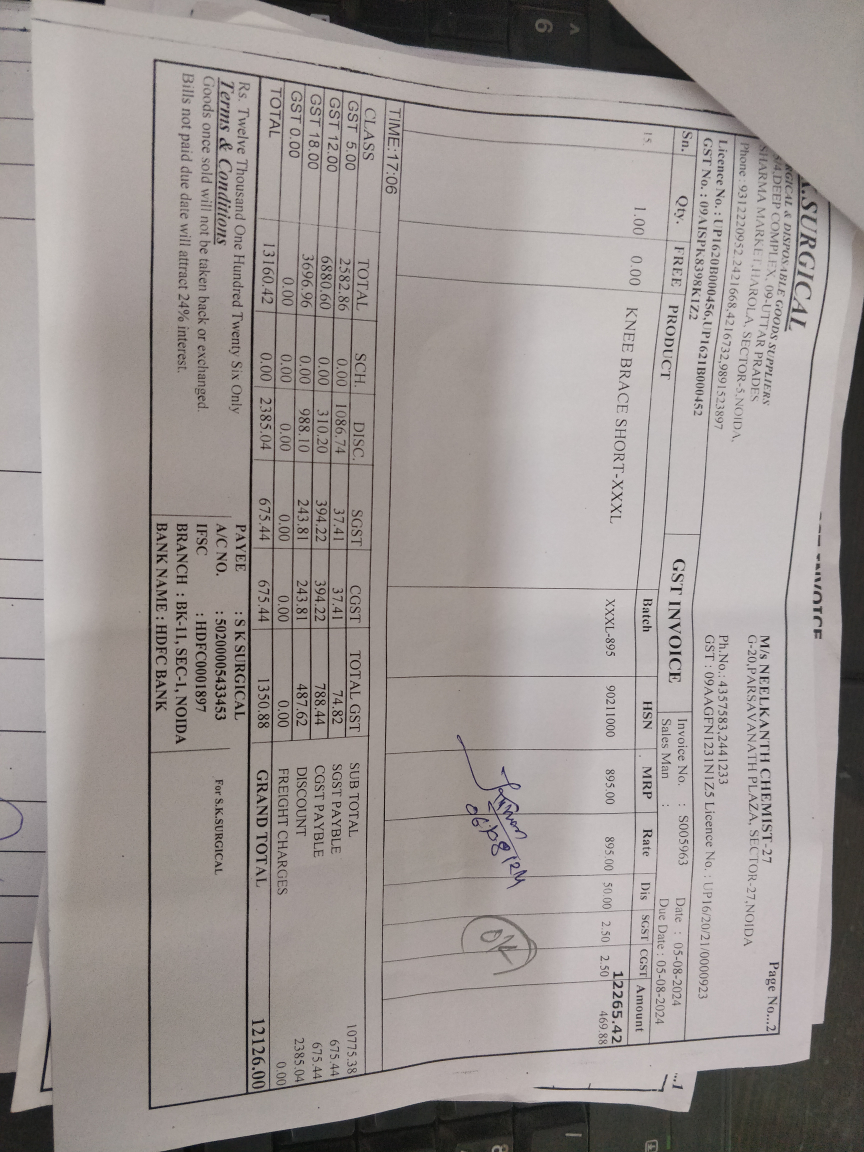 .SURGICAL
RGICAL & DISPOSABLE GOODS SUPPLIERS
54,DEEP COMPLEX, 09-UTTAR PRADES
SHARMA MARKET,HAROLA, SECTOR-5,NOIDA,
Phone : 9312220952,2421668,4216732,9891523897
Licence No. : UP1620B000456,UP1621B000452
GST No. : 09AISPK8398K1Z2
Page No...2
M/s NEELKANTH CHEMIST-27
G-20,PARSAVANATH PLAZA, SECTOR-27,NOIDA
Ph.No.: 4357583,2441233
GST : 09AAGFN1231N1Z5 Licence No. : UP16/20/21/0000923
GST INVOICE
Invoice No. : S005963 Date : 05-08-2024
Sales Man : Due Date : 05-08-2024
Sn. Qty. FREE PRODUCT Batch HSN MRP Rate Dis SGST CGST Amount
12265.42
15. 1.00 0.00 KNEE BRACE SHORT-XXXL XXXL-895 90211000 895.00 895.00 50.00 2.50 2.50 469.88
06/08/24
OK
TIME:17:06
CLASS TOTAL SCH. DISC. SGST CGST TOTAL GST
GST 5.00 2582.86 0.00 1086.74 37.41 37.41 74.82
GST 12.00 6880.60 0.00 310.20 394.22 394.22 788.44
GST 18.00 3696.96 0.00 988.10 243.81 243.81 487.62
GST 0.00 0.00 0.00 0.00 0.00 0.00 0.00
TOTAL 13160.42 0.00 2385.04 675.44 675.44 1350.88
SUB TOTAL 10775.38
SGST PAYBLE 675.44
CGST PAYBLE 675.44
DISCOUNT 2385.04
FREIGHT CHARGES 0.00
GRAND TOTAL 12126.00
Rs. Twelve Thousand One Hundred Twenty Six Only
Terms & Conditions
Goods once sold will not be taken back or exchanged.
Bills not paid due date will attract 24% interest.
PAYEE : S K SURGICAL
A/C NO. : 50200005433453
IFSC : HDFC0001897
BRANCH : BK-11, SEC-1, NOIDA
BANK NAME : HDFC BANK
For S.K.SURGICAL
...1